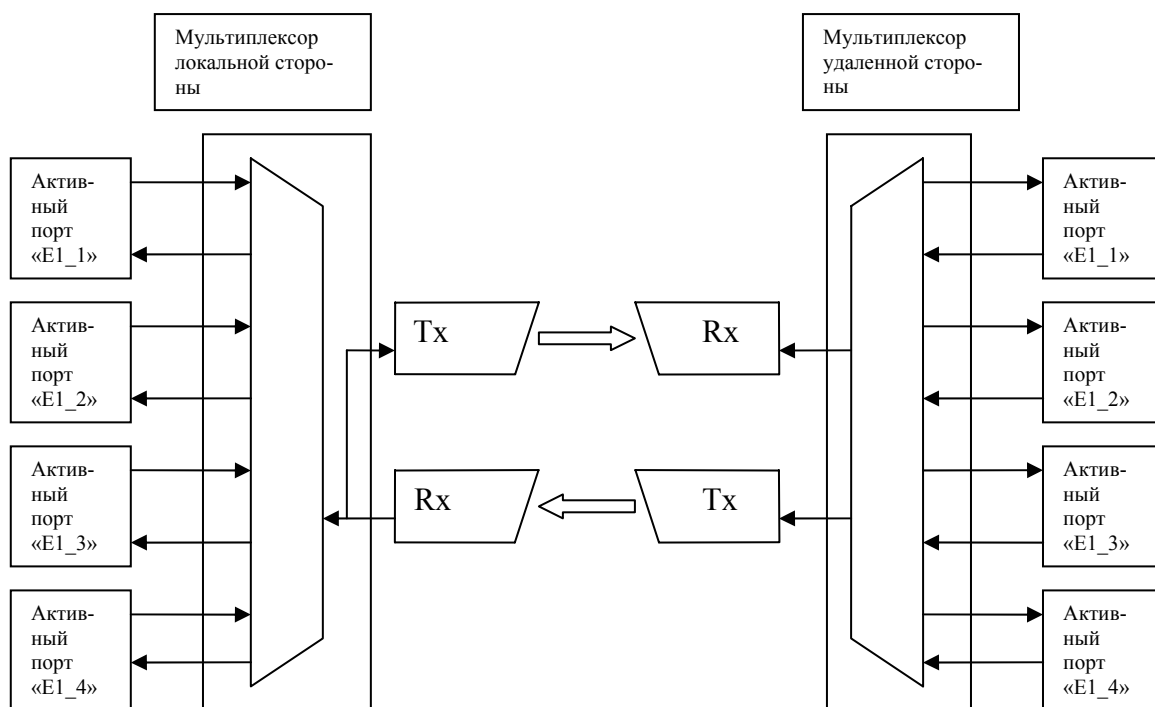 Мультиплексор
локальной сторо-
ны
Мультиплексор
удаленной сторо-
ны
Актив-
ный
порт
«E1_1»
Актив-
ный
порт
«E1_1»
Актив-
ный
порт
«E1_2»
Tx
Rx
Актив-
ный
порт
«E1_2»
Актив-
ный
порт
«E1_3»
Rx
Tx
Актив-
ный
порт
«E1_3»
Актив-
ный
порт
«E1_4»
Актив-
ный
порт
«E1_4»